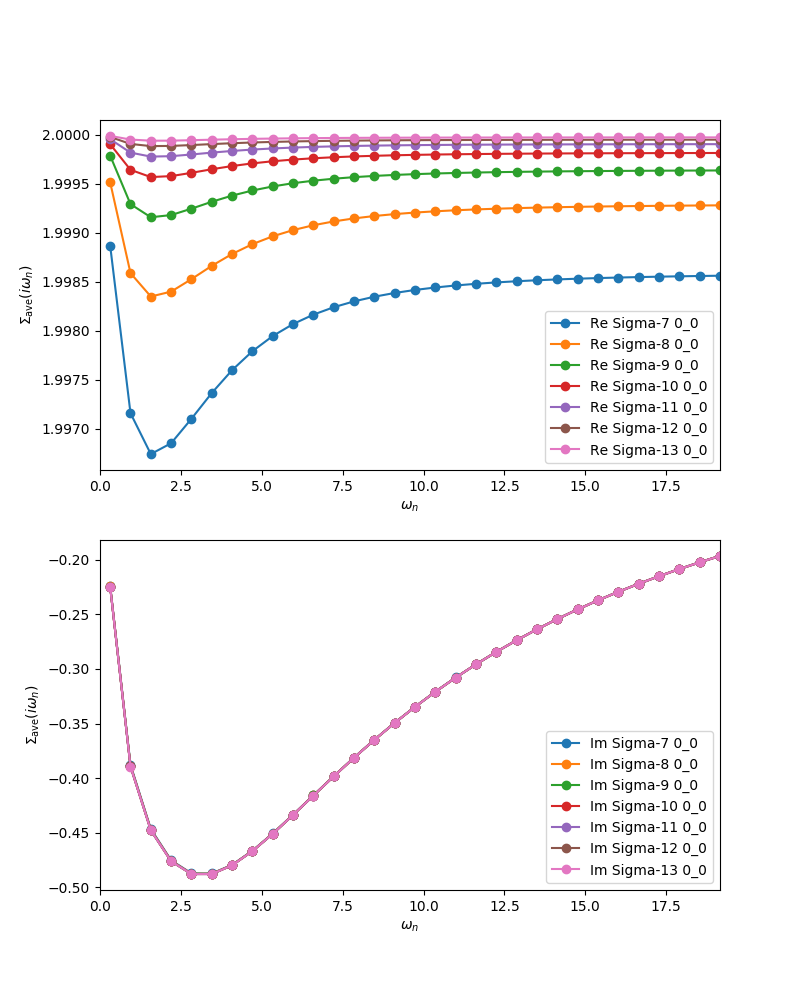 2.0000
1.9995
1.9990
1.9985
1.9980
1.9975
1.9970
Σave(iωn)
Re Sigma-7 0_0
Re Sigma-8 0_0
Re Sigma-9 0_0
Re Sigma-10 0_0
Re Sigma-11 0_0
Re Sigma-12 0_0
Re Sigma-13 0_0
0.0 2.5 5.0 7.5 10.0 12.5 15.0 17.5
ωn
−0.20
−0.25
−0.30
−0.35
−0.40
−0.45
−0.50
Σave(iωn)
Im Sigma-7 0_0
Im Sigma-8 0_0
Im Sigma-9 0_0
Im Sigma-10 0_0
Im Sigma-11 0_0
Im Sigma-12 0_0
Im Sigma-13 0_0
0.0 2.5 5.0 7.5 10.0 12.5 15.0 17.5
ωn